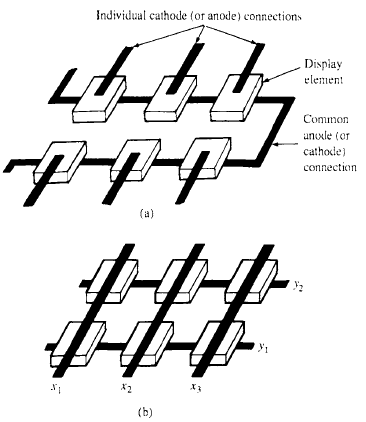 Individual cathode (or anode) connections
Display
element
Common
anode (or
cathode)
connection
(a)
y₂
y₁
x₁ x₂ x₃
(b)